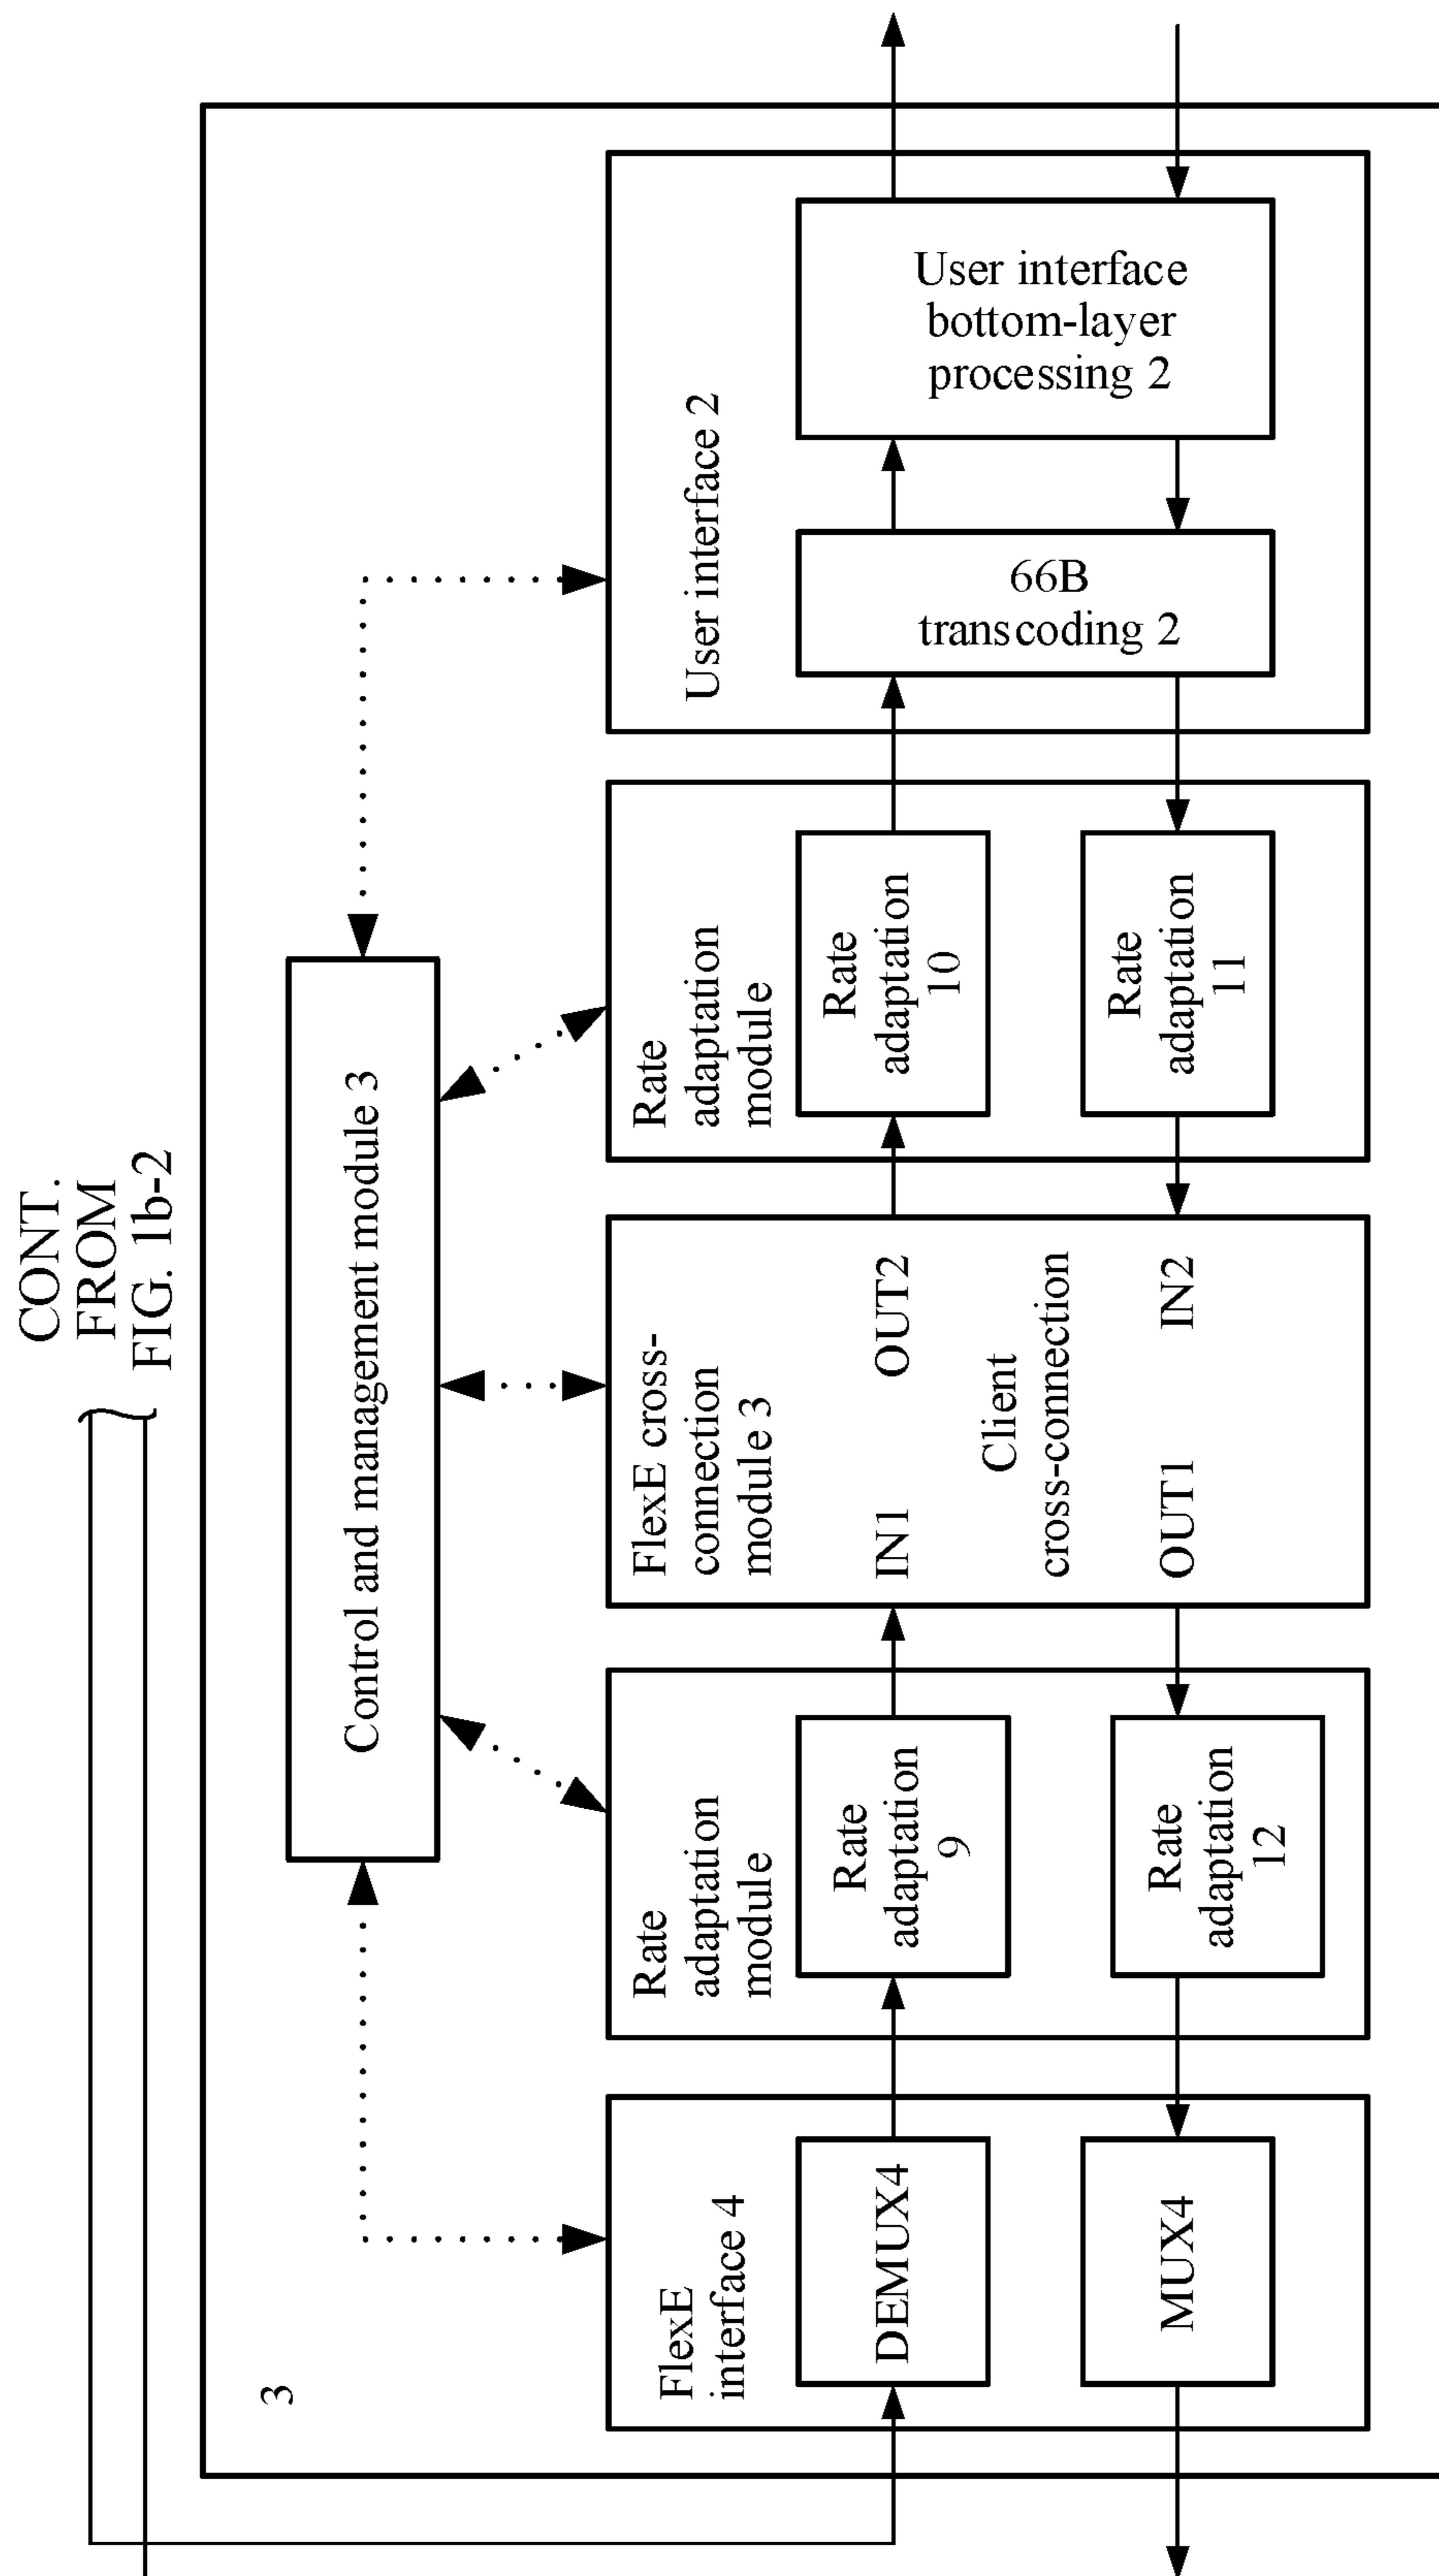 CONT.
FROM
FIG. 1b-2
3
Control and management module 3
FlexE
interface 4
DEMUX4
MUX4
Rate
adaptation
module
Rate
adaptation
9
Rate
adaptation
12
FlexE cross-
connection
module 3
IN1
OUT2
Client
cross-connection
OUT1
IN2
Rate
adaptation
module
Rate
adaptation
10
Rate
adaptation
11
User interface 2
66B
transcoding 2
User interface
bottom-layer
processing 2